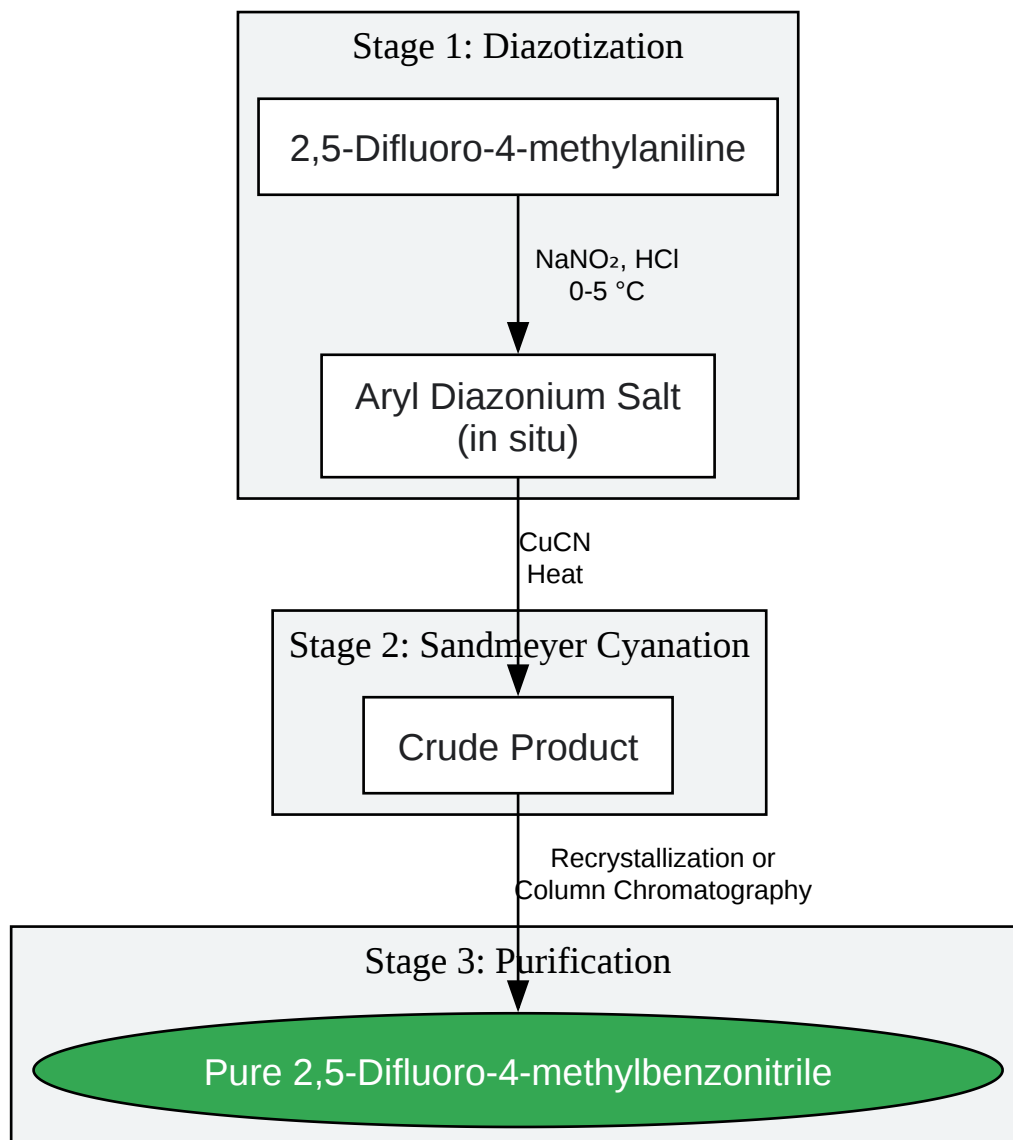 Stage 1: Diazotization
2,5-Difluoro-4-methylaniline
NaNO₂, HCl
0-5 °C
Aryl Diazonium Salt
(in situ)
CuCN
Heat
Stage 2: Sandmeyer Cyanation
Crude Product
Recrystallization or
Column Chromatography
Stage 3: Purification
Pure 2,5-Difluoro-4-methylbenzonitrile